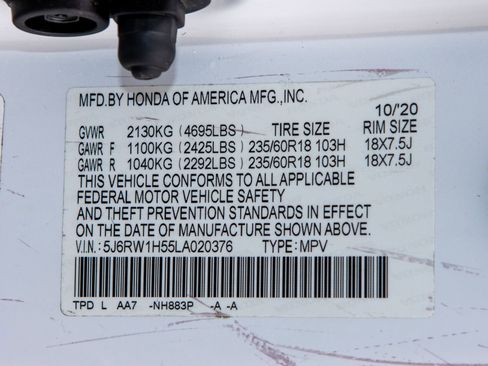 MFD.BY HONDA OF AMERICA MFG.,INC.
10/'20
GVWR 2130KG (4695LBS) TIRE SIZE RIM SIZE
GAWR F 1100KG (2425LBS) 235/60R18 103H 18X7.5J
GAWR R 1040KG (2292LBS) 235/60R18 103H 18X7.5J
THIS VEHICLE CONFORMS TO ALL APPLICABLE
FEDERAL MOTOR VEHICLE SAFETY
AND THEFT PREVENTION STANDARDS IN EFFECT
ON THE DATE OF MANUFACTURE SHOWN ABOVE.
V.I.N.: 5J6RW1H55LA020376 TYPE: MPV
TPD L AA7 -NH883P -A -A